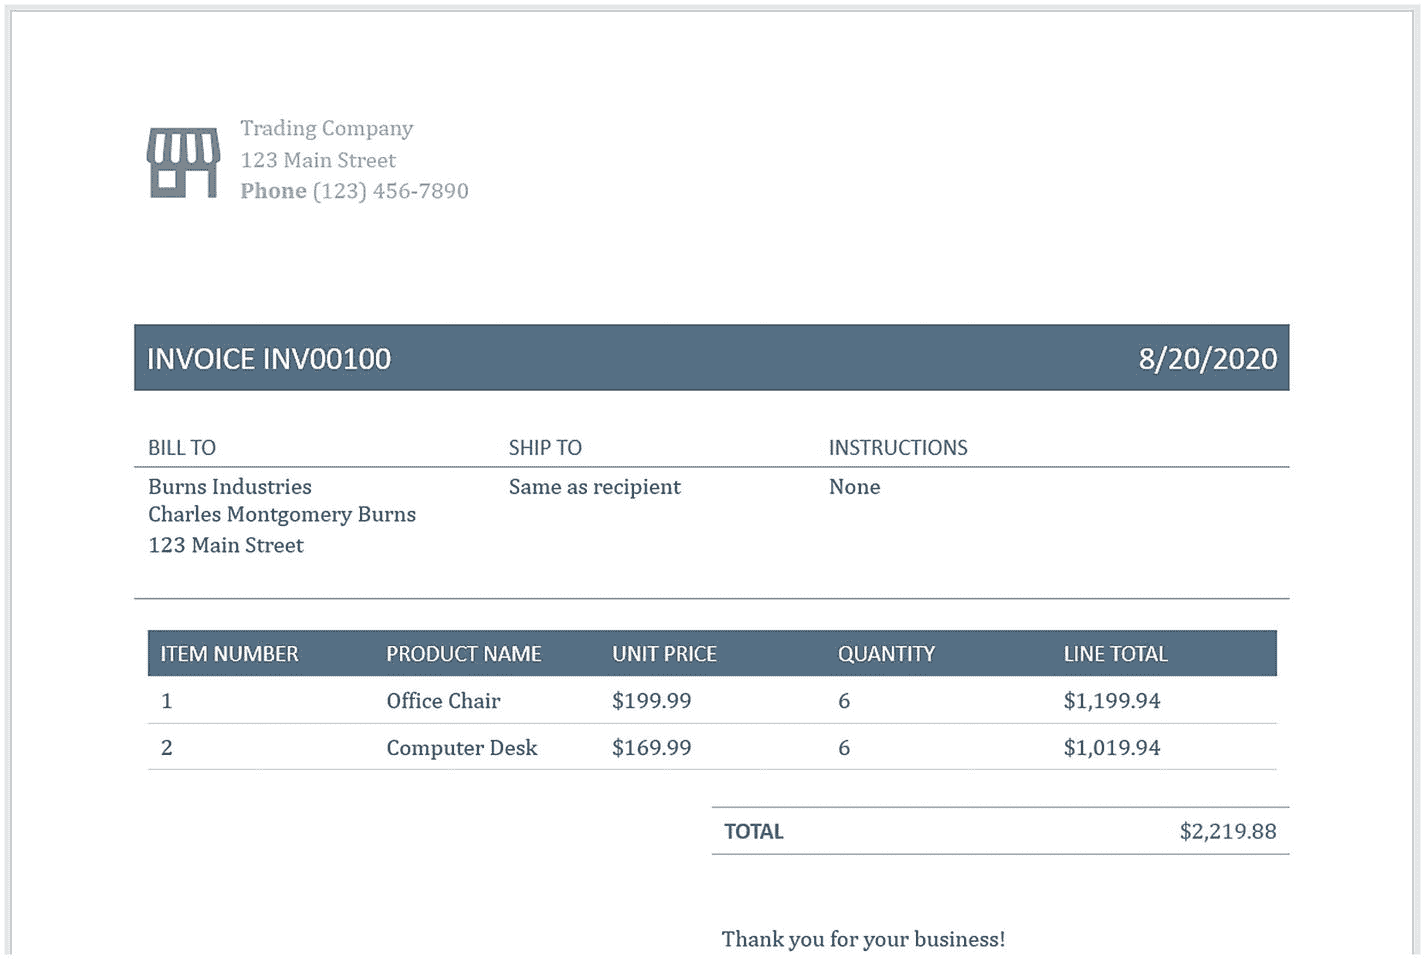 Trading Company
123 Main Street
Phone (123) 456-7890
INVOICE INV00100 8/20/2020
BILL TO SHIP TO INSTRUCTIONS
Burns Industries Same as recipient None
Charles Montgomery Burns
123 Main Street
ITEM NUMBER PRODUCT NAME UNIT PRICE QUANTITY LINE TOTAL
1 Office Chair $199.99 6 $1,199.94
2 Computer Desk $169.99 6 $1,019.94
TOTAL $2,219.88
Thank you for your business!